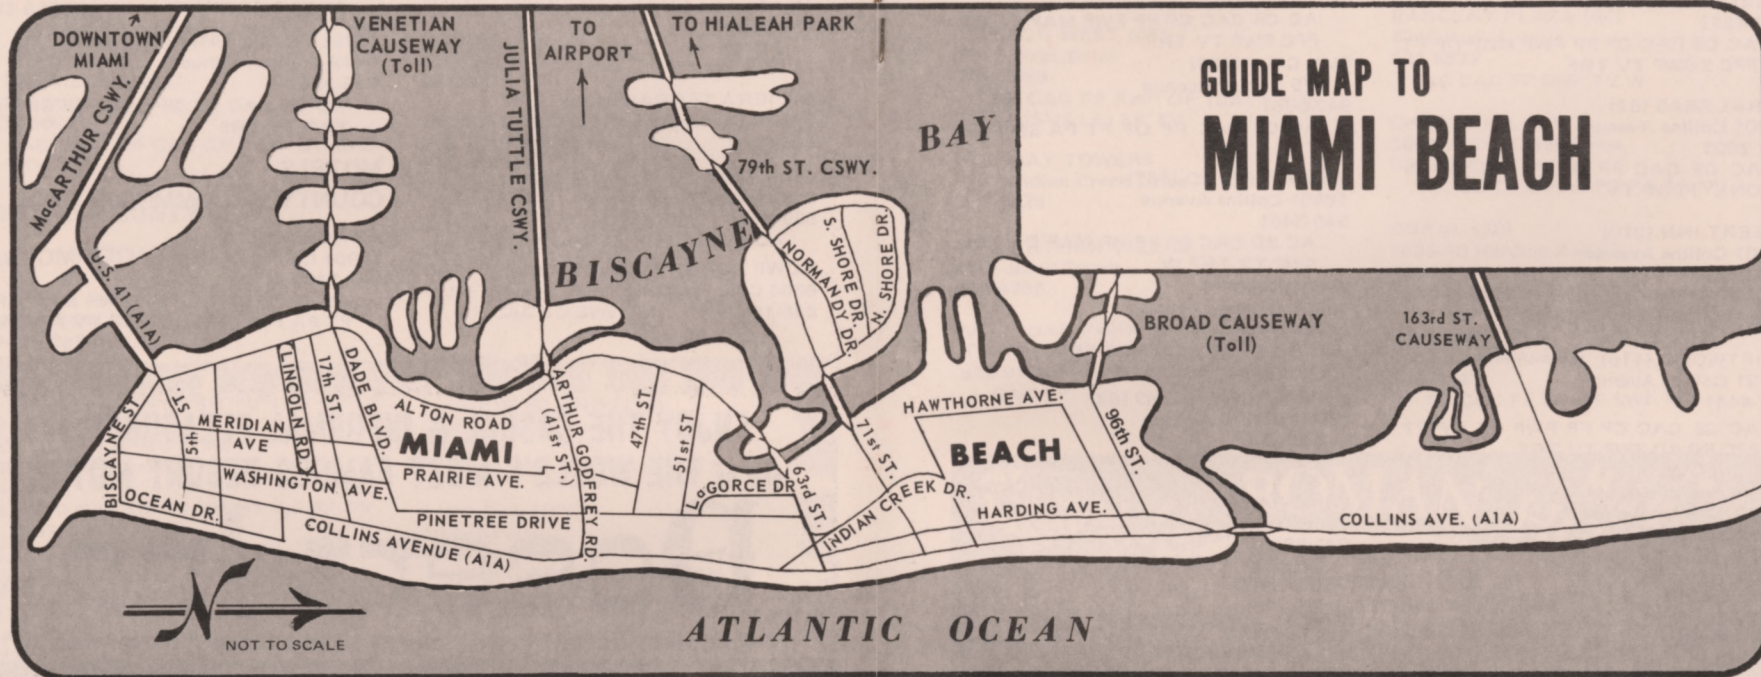 GUIDE MAP TO
MIAMI BEACH
DOWNTOWN
MIAMI
MacARTHUR CSWY.
U.S. 41 (A1A)
VENETIAN
CAUSEWAY
(Toll)
JULIA TUTTLE CSWY.
TO
AIRPORT
TO HIALEAH PARK
79th ST. CSWY.
BISCAYNE
BAY
S. SHORE DR.
NORMANDY DR.
N. SHORE DR.
BROAD CAUSEWAY
(Toll)
163rd ST.
CAUSEWAY
BISCAYNE ST
5th ST.
MERIDIAN
AVE
LINCOLN RD.
17th ST.
DADE BLVD.
ALTON ROAD
MIAMI
PRAIRIE AVE.
WASHINGTON AVE.
OCEAN DR.
COLLINS AVENUE (A1A)
PINETREE DRIVE
ARTHUR GODFREY RD.
(41st ST.)
47th ST.
51st ST
LaGORCE DR
63rd ST.
71st ST.
INDIAN CREEK DR.
HAWTHORNE AVE.
BEACH
HARDING AVE.
96th ST.
COLLINS AVE. (A1A)
N
NOT TO SCALE
ATLANTIC OCEAN